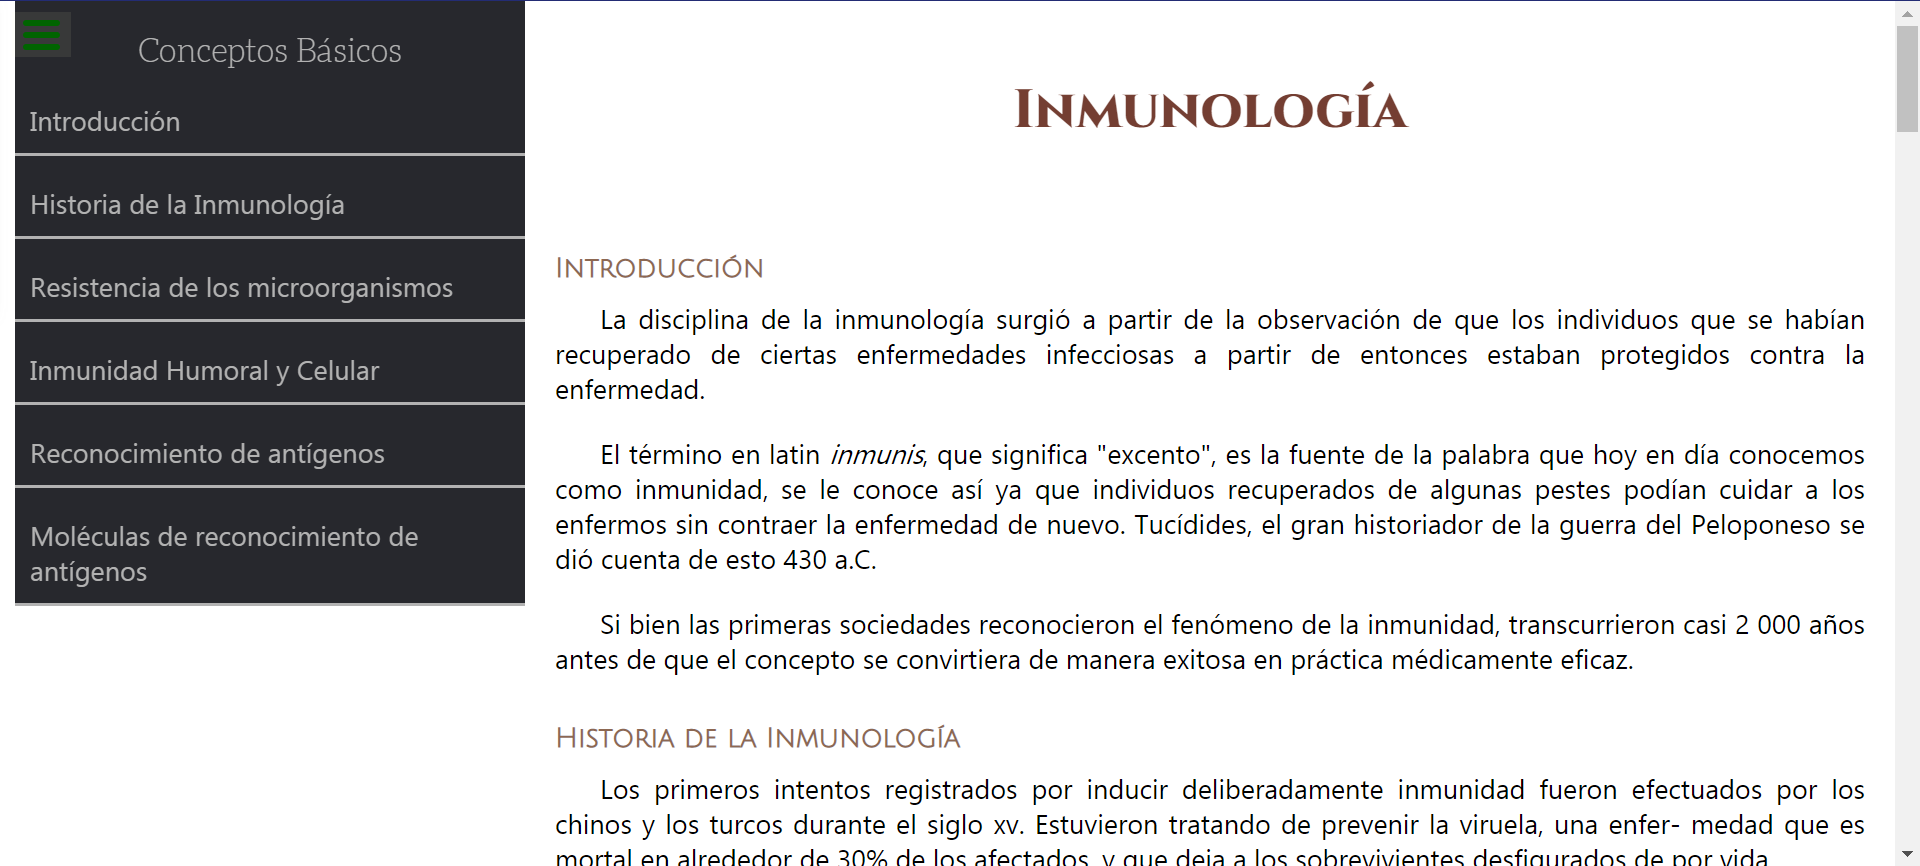 Conceptos Básicos
Introducción
Historia de la Inmunología
Resistencia de los microorganismos
Inmunidad Humoral y Celular
Reconocimiento de antígenos
Moléculas de reconocimiento de
antígenos
Inmunología
Introducción
La disciplina de la inmunología surgió a partir de la observación de que los individuos que se habían
recuperado de ciertas enfermedades infecciosas a partir de entonces estaban protegidos contra la
enfermedad.
El término en latin inmunis, que significa "excento", es la fuente de la palabra que hoy en día conocemos
como inmunidad, se le conoce así ya que individuos recuperados de algunas pestes podían cuidar a los
enfermos sin contraer la enfermedad de nuevo. Tucídides, el gran historiador de la guerra del Peloponeso se
dió cuenta de esto 430 a.C.
Si bien las primeras sociedades reconocieron el fenómeno de la inmunidad, transcurrieron casi 2 000 años
antes de que el concepto se convirtiera de manera exitosa en práctica médicamente eficaz.
Historia de la Inmunología
Los primeros intentos registrados por inducir deliberadamente inmunidad fueron efectuados por los
chinos y los turcos durante el siglo xv. Estuvieron tratando de prevenir la viruela, una enfer- medad que es
mortal en alrededor de 30% de los afectados, y que deja a los sobrevivientes desfigurados de por vida